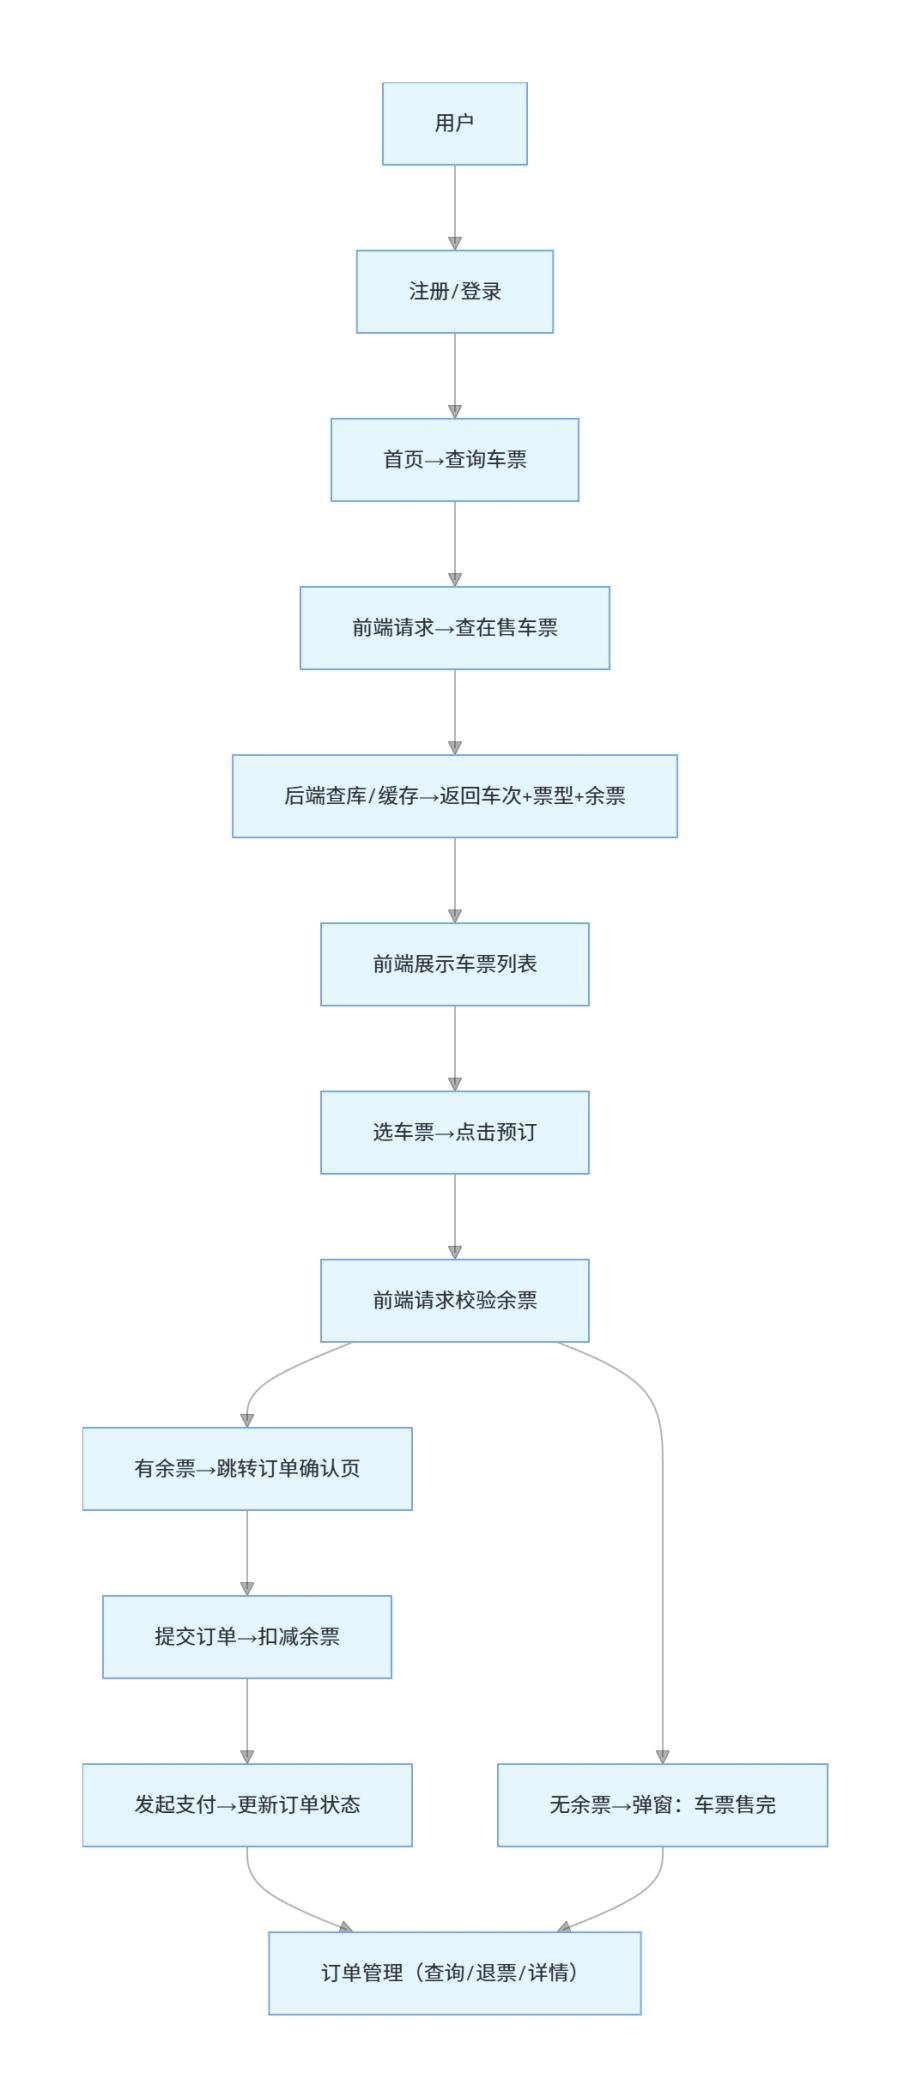 用户
注册/登录
首页→查询车票
前端请求→查在售车票
后端查库/缓存→返回车次+票型+余票
前端展示车票列表
选车票→点击预订
前端请求校验余票
有余票→跳转订单确认页
提交订单→扣减余票
发起支付→更新订单状态
无余票→弹窗：车票售完
订单管理（查询/退票/详情）